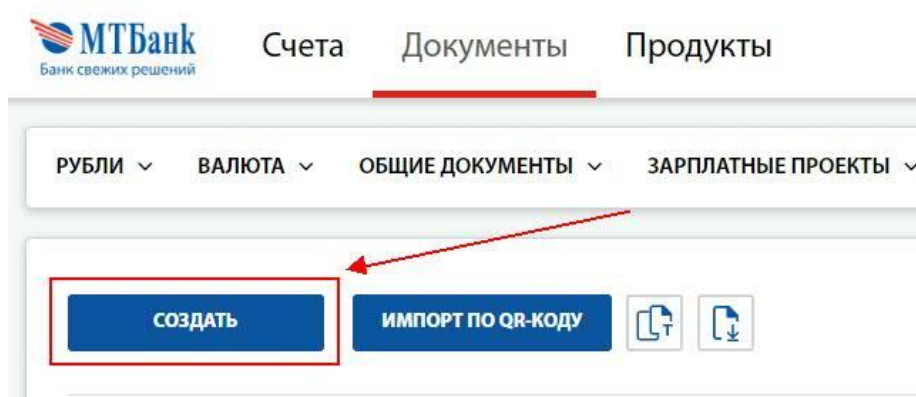 МТБанк
Банк свежих решений
Счета Документы Продукты
РУБЛИ ВАЛЮТА ОБЩИЕ ДОКУМЕНТЫ ЗАРПЛАТНЫЕ ПРОЕКТЫ
СОЗДАТЬ ИМПОРТ ПО QR-КОДУ T